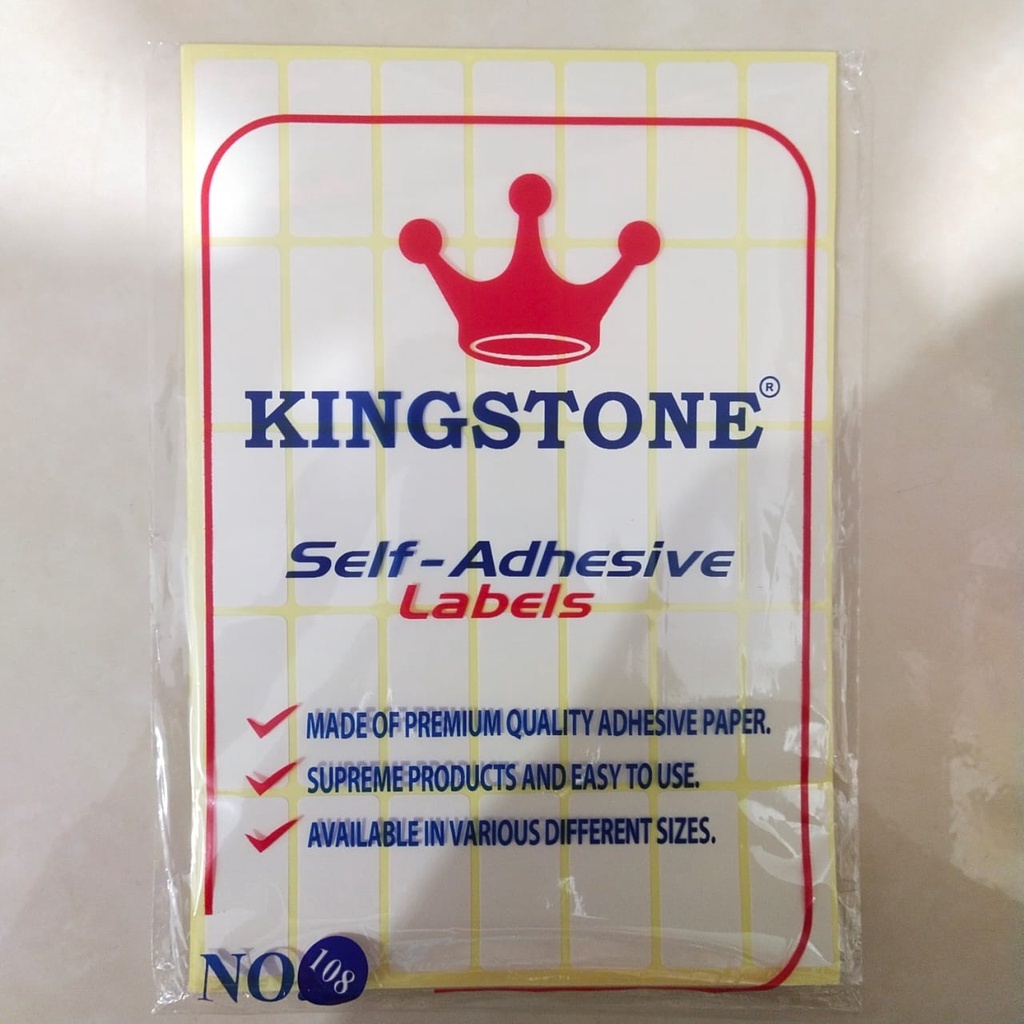 KINGSTONE®
Self-Adhesive
Labels
MADE OF PREMIUM QUALITY ADHESIVE PAPER.
SUPREME PRODUCTS AND EASY TO USE.
AVAILABLE IN VARIOUS DIFFERENT SIZES.
NO. 108